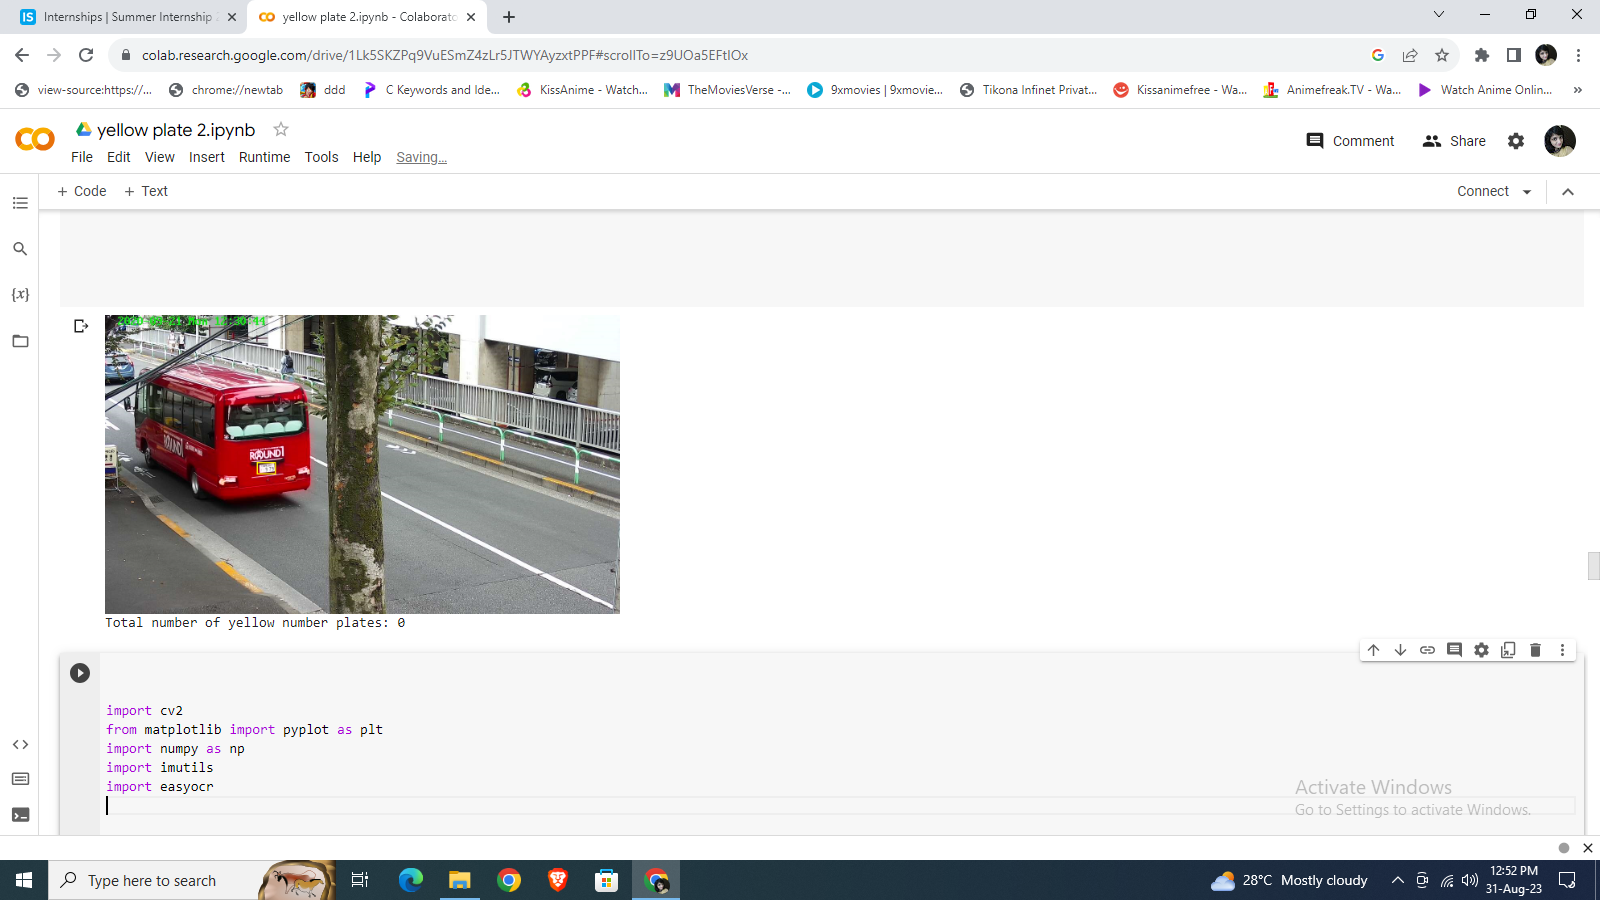 Internships | Summer Internship
yellow plate 2.ipynb - Colaborato
colab.research.google.com/drive/1Lk5SKZPq9VuESmZ4zLr5JTWYAyzxtPPF#scrollTo=z9UOa5EFtlOx
view-source:https://...
chrome://newtab
ddd
C Keywords and Ide...
KissAnime - Watch...
TheMoviesVerse -...
9xmovies | 9xmovie...
Tikona Infinet Privat...
Kissanimefree - Wa...
Animefreak.TV - Wa...
Watch Anime Onlin...
»
yellow plate 2.ipynb
Comment
Share
File Edit View Insert Runtime Tools Help Saving...
+ Code + Text
Connect
{x}
ROUND1
ROUND1
Total number of yellow number plates: 0
import cv2
from matplotlib import pyplot as plt
import numpy as np
import imutils
import easyocr
Activate Windows
Go to Settings to activate Windows.
Type here to search
28°C Mostly cloudy
12:52 PM
31-Aug-23